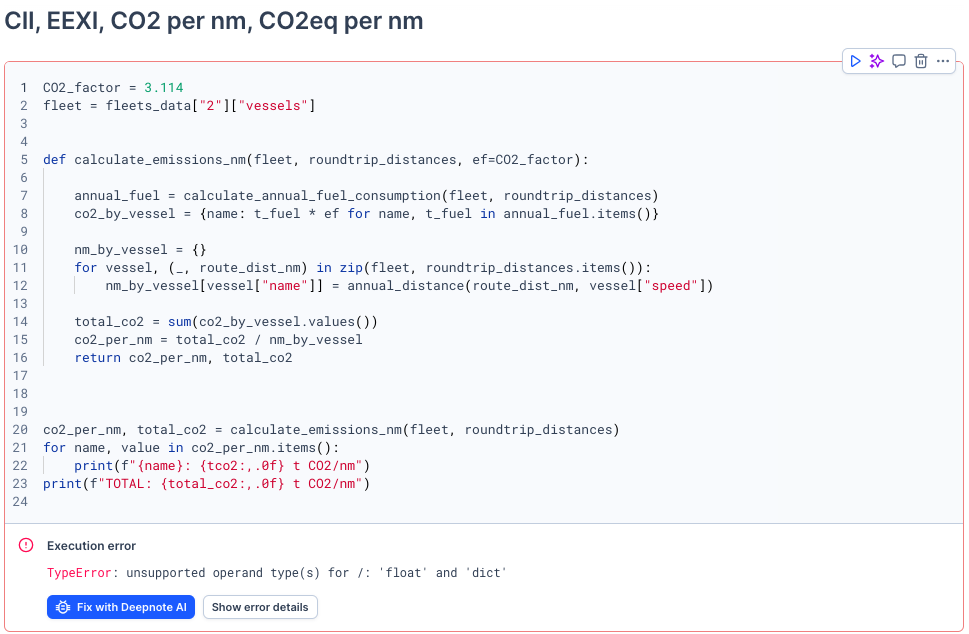 CII, EEXI, CO2 per nm, CO2eq per nm
1 CO2_factor = 3.114
2 fleet = fleets_data["2"]["vessels"]
3
4
5 def calculate_emissions_nm(fleet, roundtrip_distances, ef=CO2_factor):
6
7     annual_fuel = calculate_annual_fuel_consumption(fleet, roundtrip_distances)
8     co2_by_vessel = {name: t_fuel * ef for name, t_fuel in annual_fuel.items()}
9
10     nm_by_vessel = {}
11     for vessel, (_, route_dist_nm) in zip(fleet, roundtrip_distances.items()):
12         nm_by_vessel[vessel["name"]] = annual_distance(route_dist_nm, vessel["speed"])
13
14     total_co2 = sum(co2_by_vessel.values())
15     co2_per_nm = total_co2 / nm_by_vessel
16     return co2_per_nm, total_co2
17
18
19
20 co2_per_nm, total_co2 = calculate_emissions_nm(fleet, roundtrip_distances)
21 for name, value in co2_per_nm.items():
22     print(f"{name}: {tco2:,.0f} t CO2/nm")
23 print(f"TOTAL: {total_co2:,.0f} t CO2/nm")
24
Execution error
TypeError: unsupported operand type(s) for /: 'float' and 'dict'
Fix with Deepnote AI Show error details